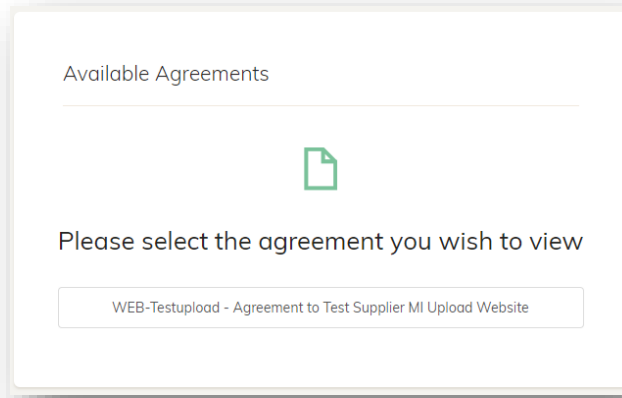 Available Agreements
Please select the agreement you wish to view
WEB-Testupload - Agreement to Test Supplier MI Upload Website